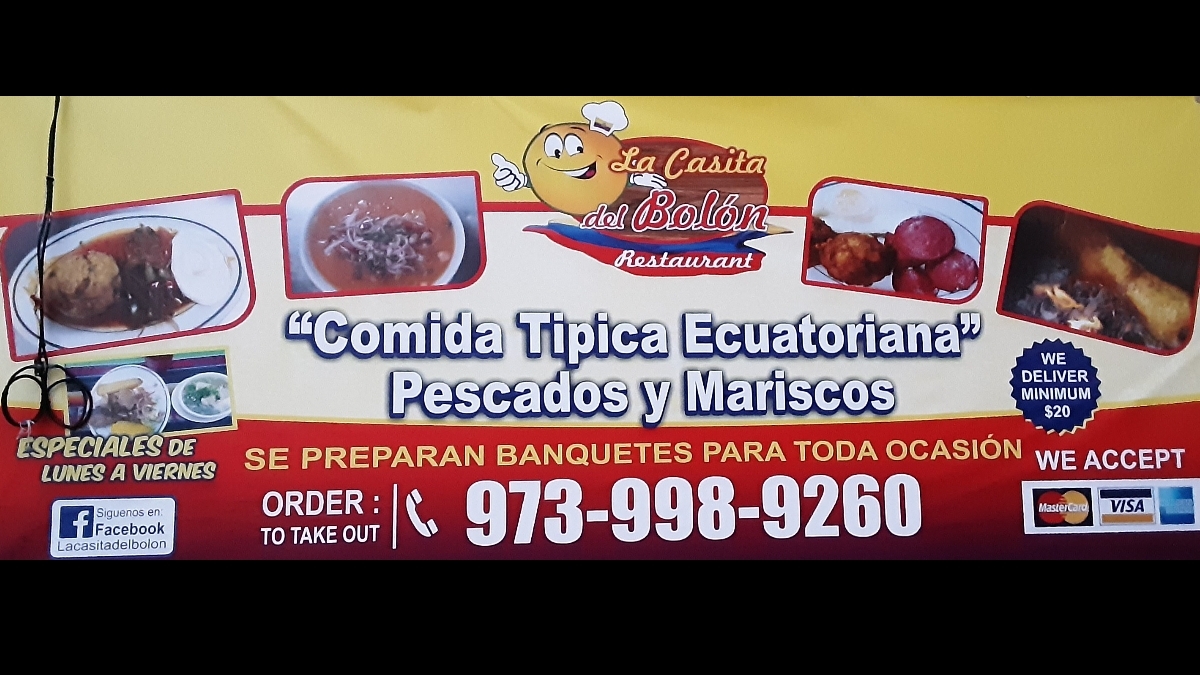 La Casita
del Bolón
Restaurant
“Comida Tipica Ecuatoriana”
Pescados y Mariscos
WE
DELIVER
MINIMUM
$20
ESPECIALES DE
LUNES A VIERNES
SE PREPARAN BANQUETES PARA TODA OCASIÓN
WE ACCEPT
MasterCard
VISA
Siguenos en:
Facebook
Lacasitadelbolon
ORDER :
TO TAKE OUT
973-998-9260